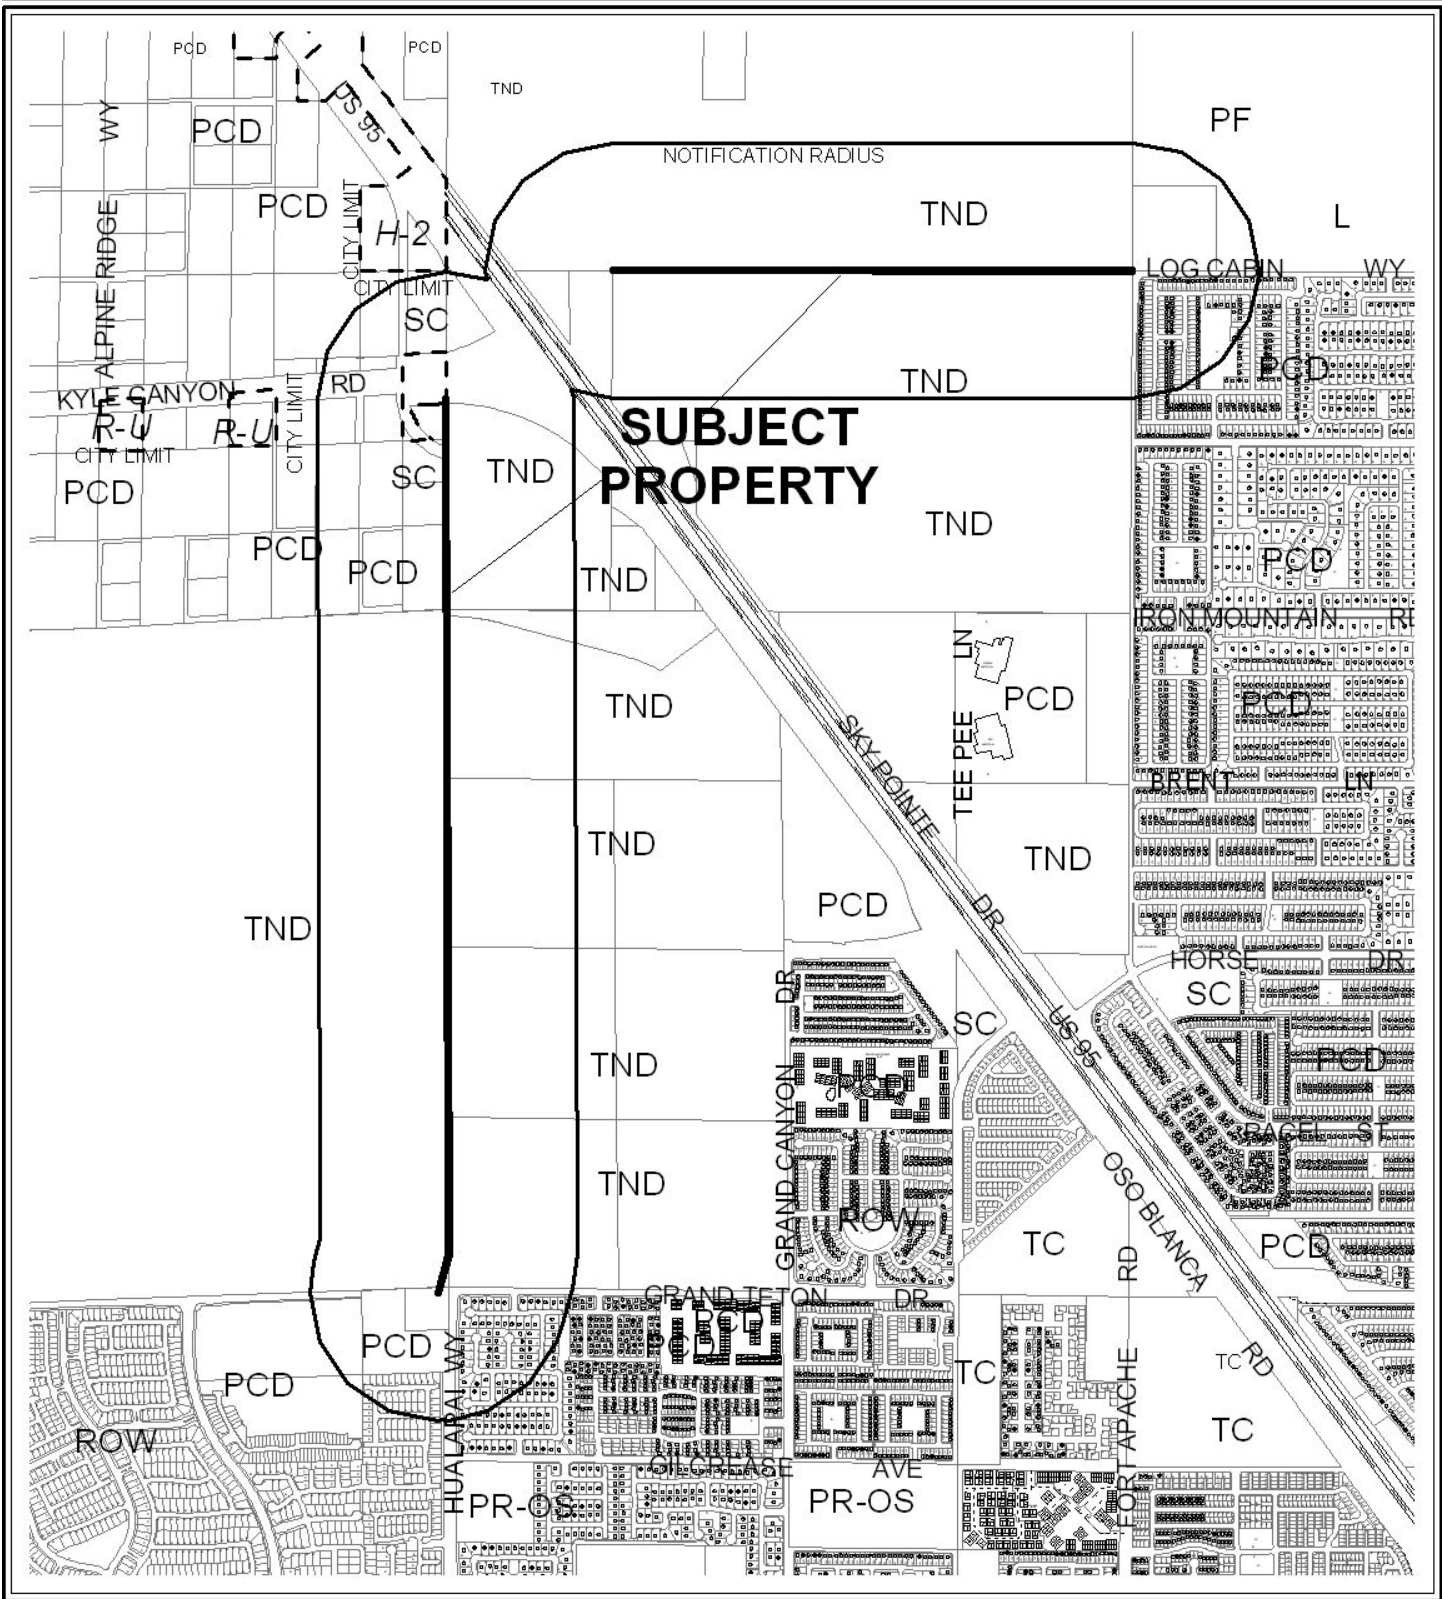 PCD
PCD
TND
US 95
WY
PCD
PF
NOTIFICATION RADIUS
PCD
TND
L
CITY LIMIT
H-2
ALPINE RIDGE
LOG CABIN
WY
CITY LIMIT
SC
PCD
KYLE CANYON
RD
TND
CITY LIMIT
R-U
R-U
SUBJECT
PROPERTY
CITY LIMIT
SC
TND
PCD
TND
PCD
PCD
PCD
TND
IRON MOUNTAIN
LN
PCD
TND
PCD
TEE PEE
SKY POINTE
BRENT
LN
TND
TND
PCD
DR
TND
HORSE
DR
DR
SC
SC
US 95
TND
PCD
GRAND CANYON
RACEL
ST
TND
OSO BLANCA
ROW
TC
RD
PCD
GRAND TETON
DR
PCD
PCD
PCD
HUALAPAI
WY
TC
TC
RD
PCD
FORT APACHE
TC
ROW
GILCREASE
AVE
PR-OS
PR-OS